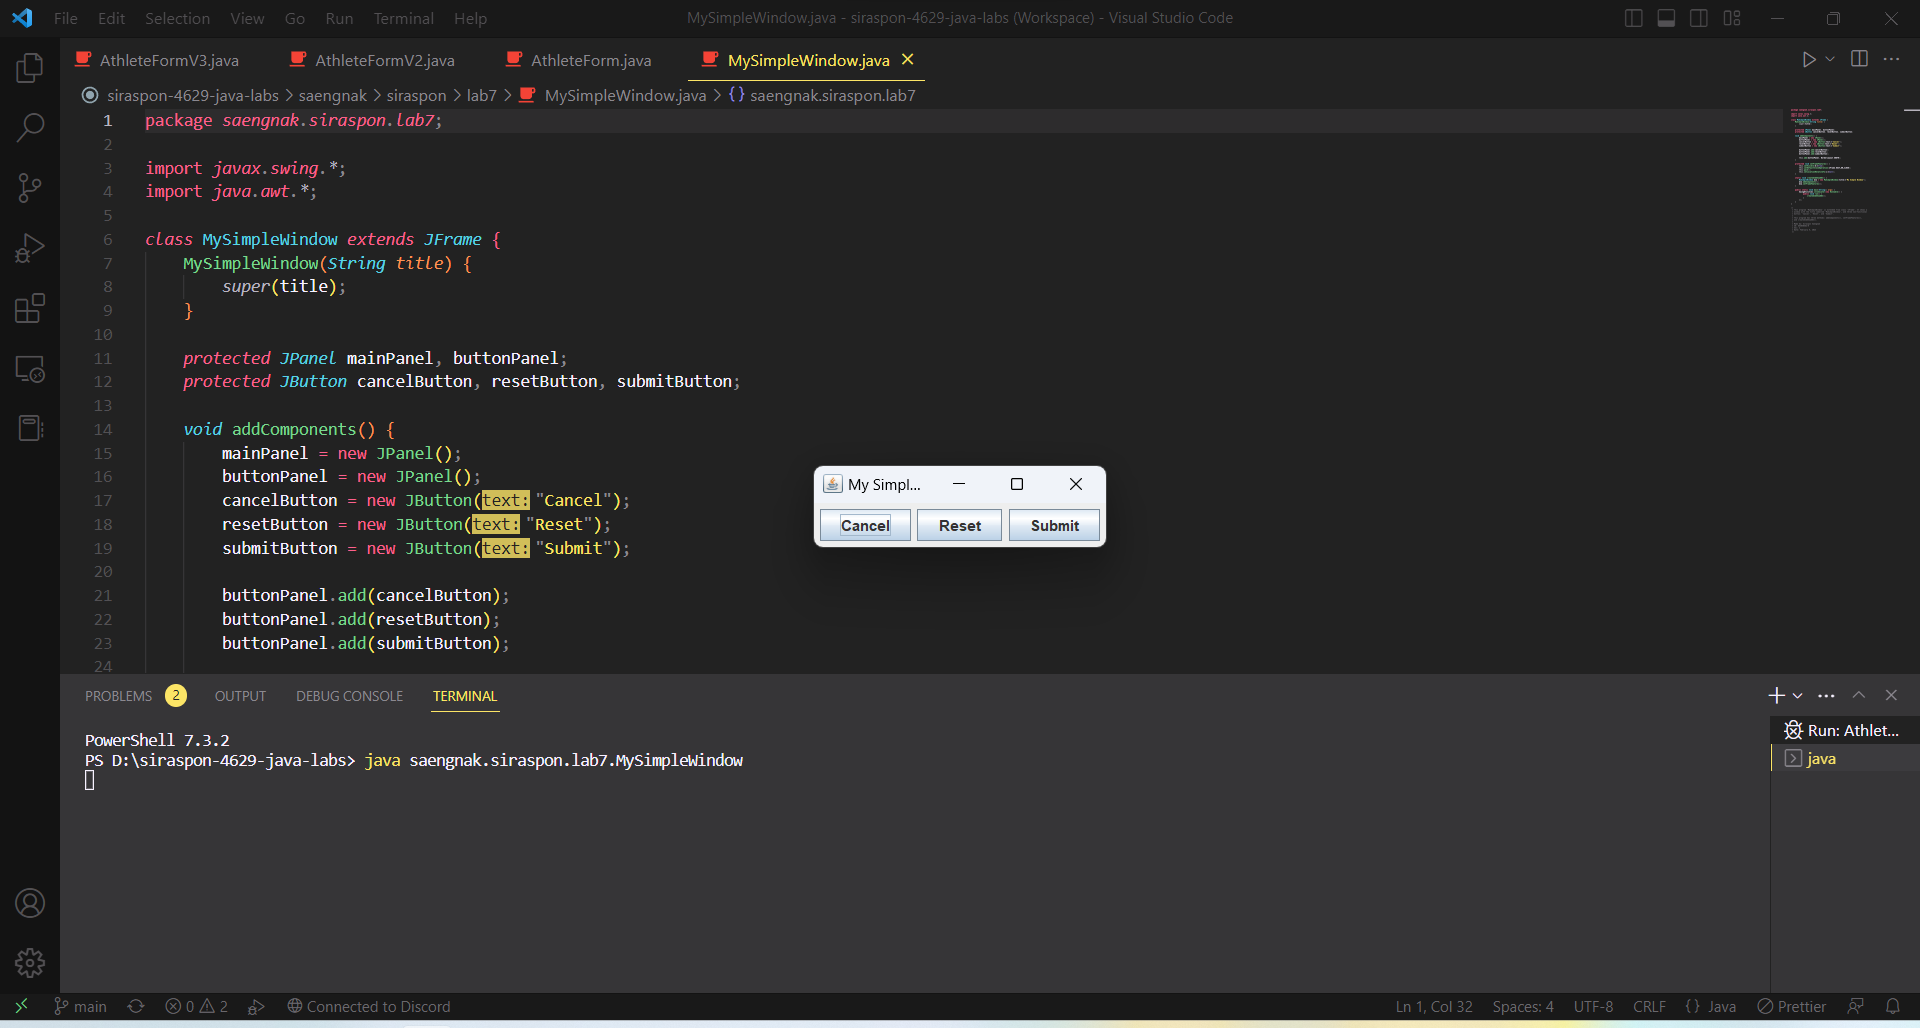 File Edit Selection View Go Run Terminal Help
MySimpleWindow.java - siraspon-4629-java-labs (Workspace) - Visual Studio Code
AthleteFormV3.java AthleteFormV2.java AthleteForm.java MySimpleWindow.java
siraspon-4629-java-labs > saengnak > siraspon > lab7 > MySimpleWindow.java > {} saengnak.siraspon.lab7
1 package saengnak.siraspon.lab7;
2
3 import javax.swing.*;
4 import java.awt.*;
5
6 class MySimpleWindow extends JFrame {
7 MySimpleWindow(String title) {
8 super(title);
9 }
10
11 protected JPanel mainPanel, buttonPanel;
12 protected JButton cancelButton, resetButton, submitButton;
13
14 void addComponents() {
15 mainPanel = new JPanel();
16 buttonPanel = new JPanel();
17 cancelButton = new JButton(text: "Cancel");
18 resetButton = new JButton(text: "Reset");
19 submitButton = new JButton(text: "Submit");
20
21 buttonPanel.add(cancelButton);
22 buttonPanel.add(resetButton);
23 buttonPanel.add(submitButton);
24
My Simpl...
Cancel Reset Submit
PROBLEMS 2 OUTPUT DEBUG CONSOLE TERMINAL
PowerShell 7.3.2
PS D:\siraspon-4629-java-labs> java saengnak.siraspon.lab7.MySimpleWindow
Run: Athlet...
java
main 0 2 Connected to Discord Ln 1, Col 32 Spaces: 4 UTF-8 CRLF {} Java Prettier